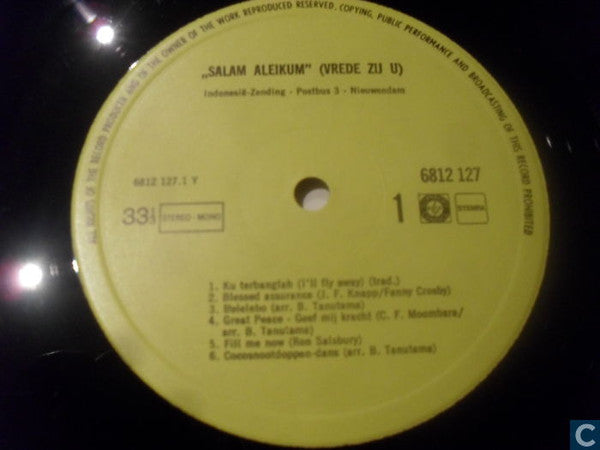 ALL RIGHTS OF THE RECORD PRODUCER AND OF THE OWNER OF THE WORK REPRODUCED RESERVED. COPYING, PUBLIC PERFORMANCE AND BROADCASTING OF THIS RECORD PROHIBITED
„SALAM ALEIKUM” (VREDE ZIJ U)
Indonesië-Zending - Postbus 3 - Nieuwendam
6812 127.1 Y
6812 127
33⅓ STEREO - MONO
1
STEMRA
1. Ku terbanglah (I'll fly away) (trad.)
2. Blessed assurance (J. F. Knapp/Fanny Crosby)
3. Bolelebo (arr. B. Tanutama)
4. Great Peace - Geef mij kracht (C. F. Moombara/
arr. B. Tanutama)
5. Fill me now (Ron Salsbury)
6. Cocosnootdoppen-dans (arr. B. Tanutama)
C